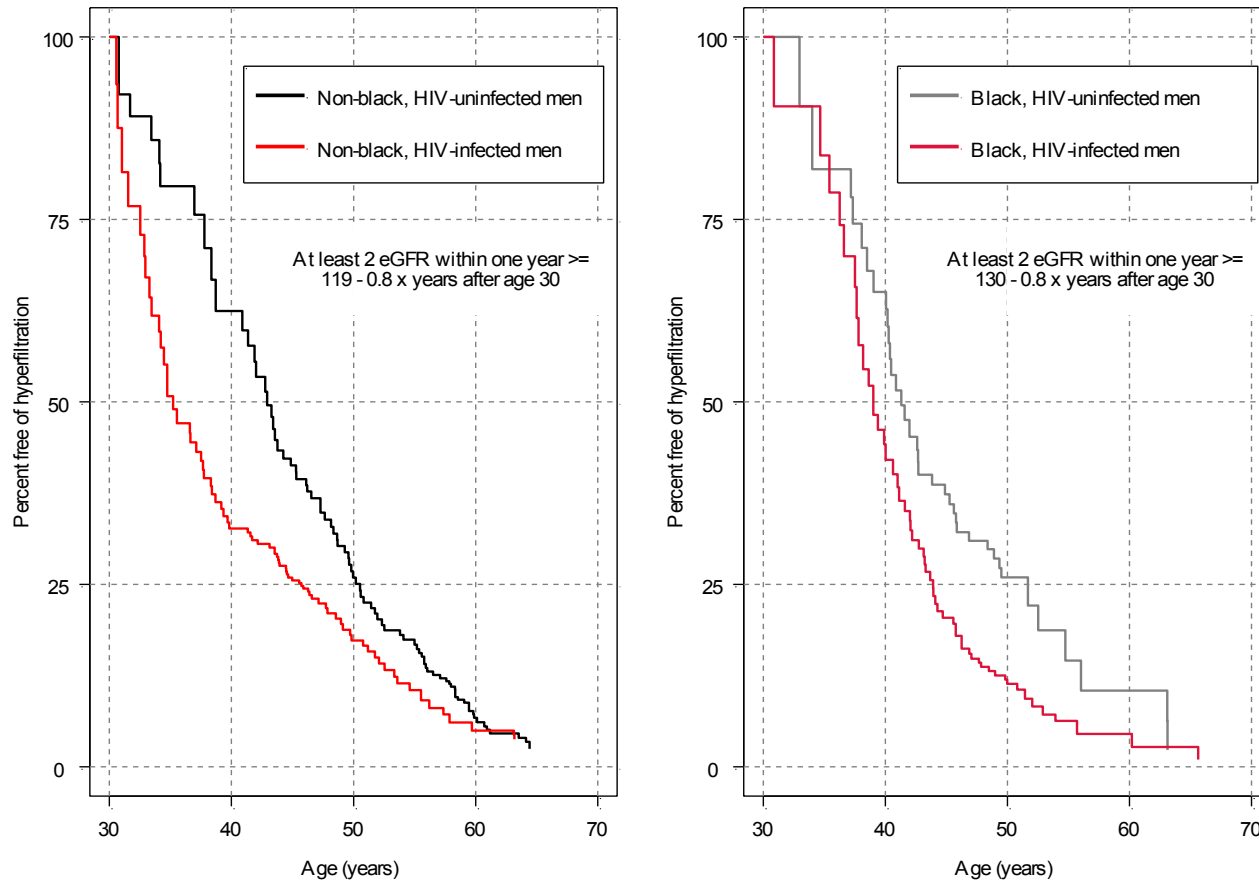 100
75
50
25
0
Percent free of hyperfiltration
Non-black, HIV-uninfected men
Non-black, HIV-infected men
At least 2 eGFR within one year >=
119 - 0.8 x years after age 30
30 40 50 60 70
Age (years)
100
75
50
25
0
Percent free of hyperfiltration
Black, HIV-uninfected men
Black, HIV-infected men
At least 2 eGFR within one year >=
130 - 0.8 x years after age 30
30 40 50 60 70
Age (years)